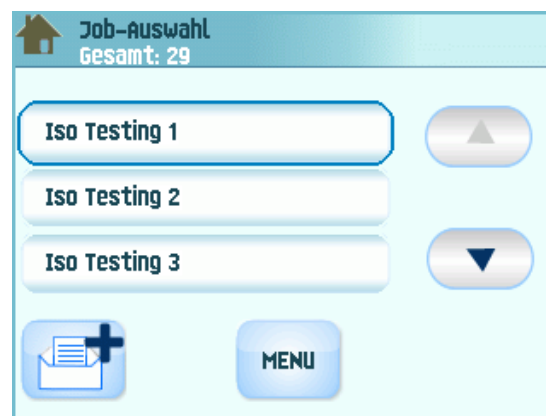 Job-Auswahl
Gesamt: 29
Iso Testing 1
Iso Testing 2
Iso Testing 3
MENU